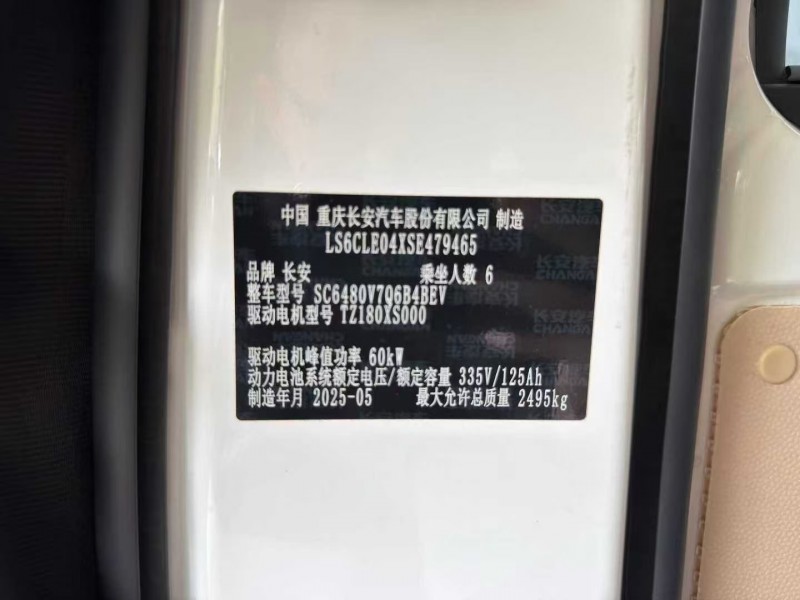 中国 重庆长安汽车股份有限公司 制造
LS6CLE04XSE479465
品牌 长安 乘坐人数 6
整车型号 SC6480V7Q6B4BEV
驱动电机型号 TZ180XS000
驱动电机峰值功率 60kW
动力电池系统额定电压/额定容量 335V/125Ah
制造年月 2025-05 最大允许总质量 2495kg